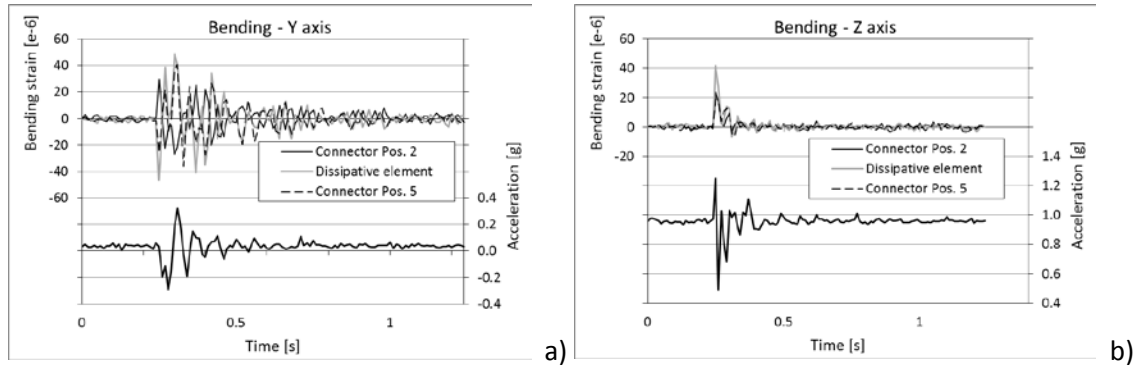 Bending - Y axis
Bending strain [e-6]
60
40
20
0
-20
-40
-60
Connector Pos. 2
Dissipative element
Connector Pos. 5
Acceleration [g]
0.4
0.2
0.0
-0.2
-0.4
0
0.5
1
Time [s]
a)
Bending - Z axis
Bending strain [e-6]
60
40
20
0
-20
Connector Pos. 2
Dissipative element
Connector Pos. 5
Acceleration [g]
1.4
1.2
1.0
0.8
0.6
0.4
0
0.5
1
Time [s]
b)